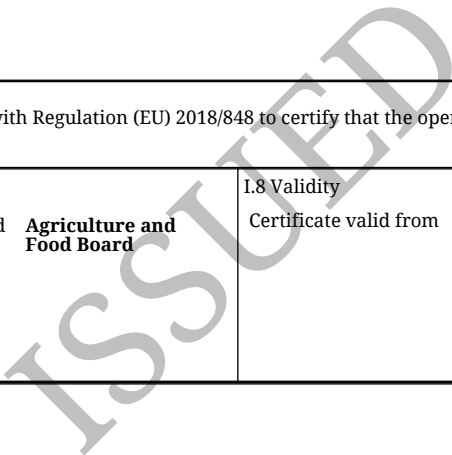 with Regulation (EU) 2018/848 to certify that the
I.8 Validity
Agriculture and
Food Board
Certificate valid from
ISSUED